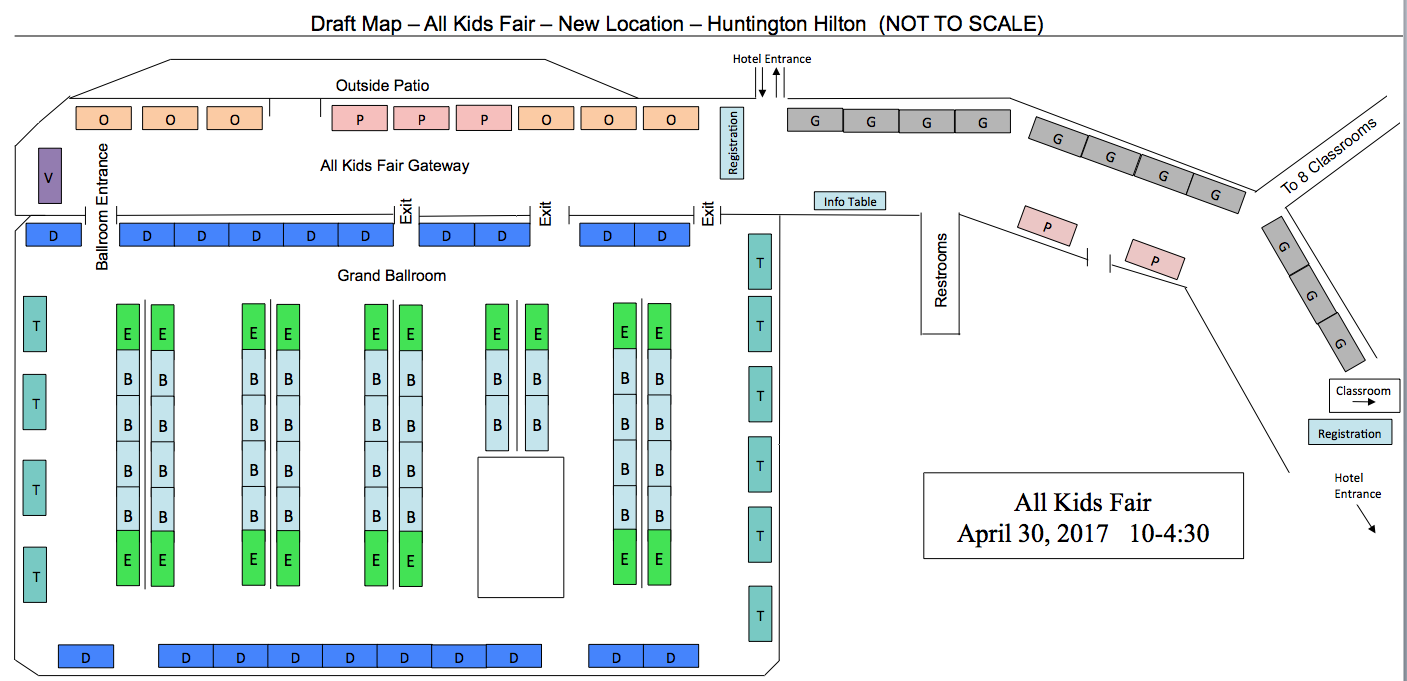 Draft Map – All Kids Fair – New Location – Huntington Hilton  (NOT TO SCALE)
Hotel Entrance
Outside Patio
O O O P P P O O O
Registration
G G G G
G G G G
To 8 Classrooms
All Kids Fair Gateway
V
Ballroom Entrance
Exit
Exit
Exit
Info Table
Restrooms
P
P
G
G
G
D D D D D D D D D D
Grand Ballroom
T
T
T
T
E E E E E E E E E E
B B B B B B B B B B
B B B B B B B B B B
B B B B B B B B
B B B B B B B B
E E E E E E E E
T
T
T
T
T
T
D D D D D D D D D D
Classroom
Registration
Hotel
Entrance
All Kids Fair
April 30, 2017   10-4:30